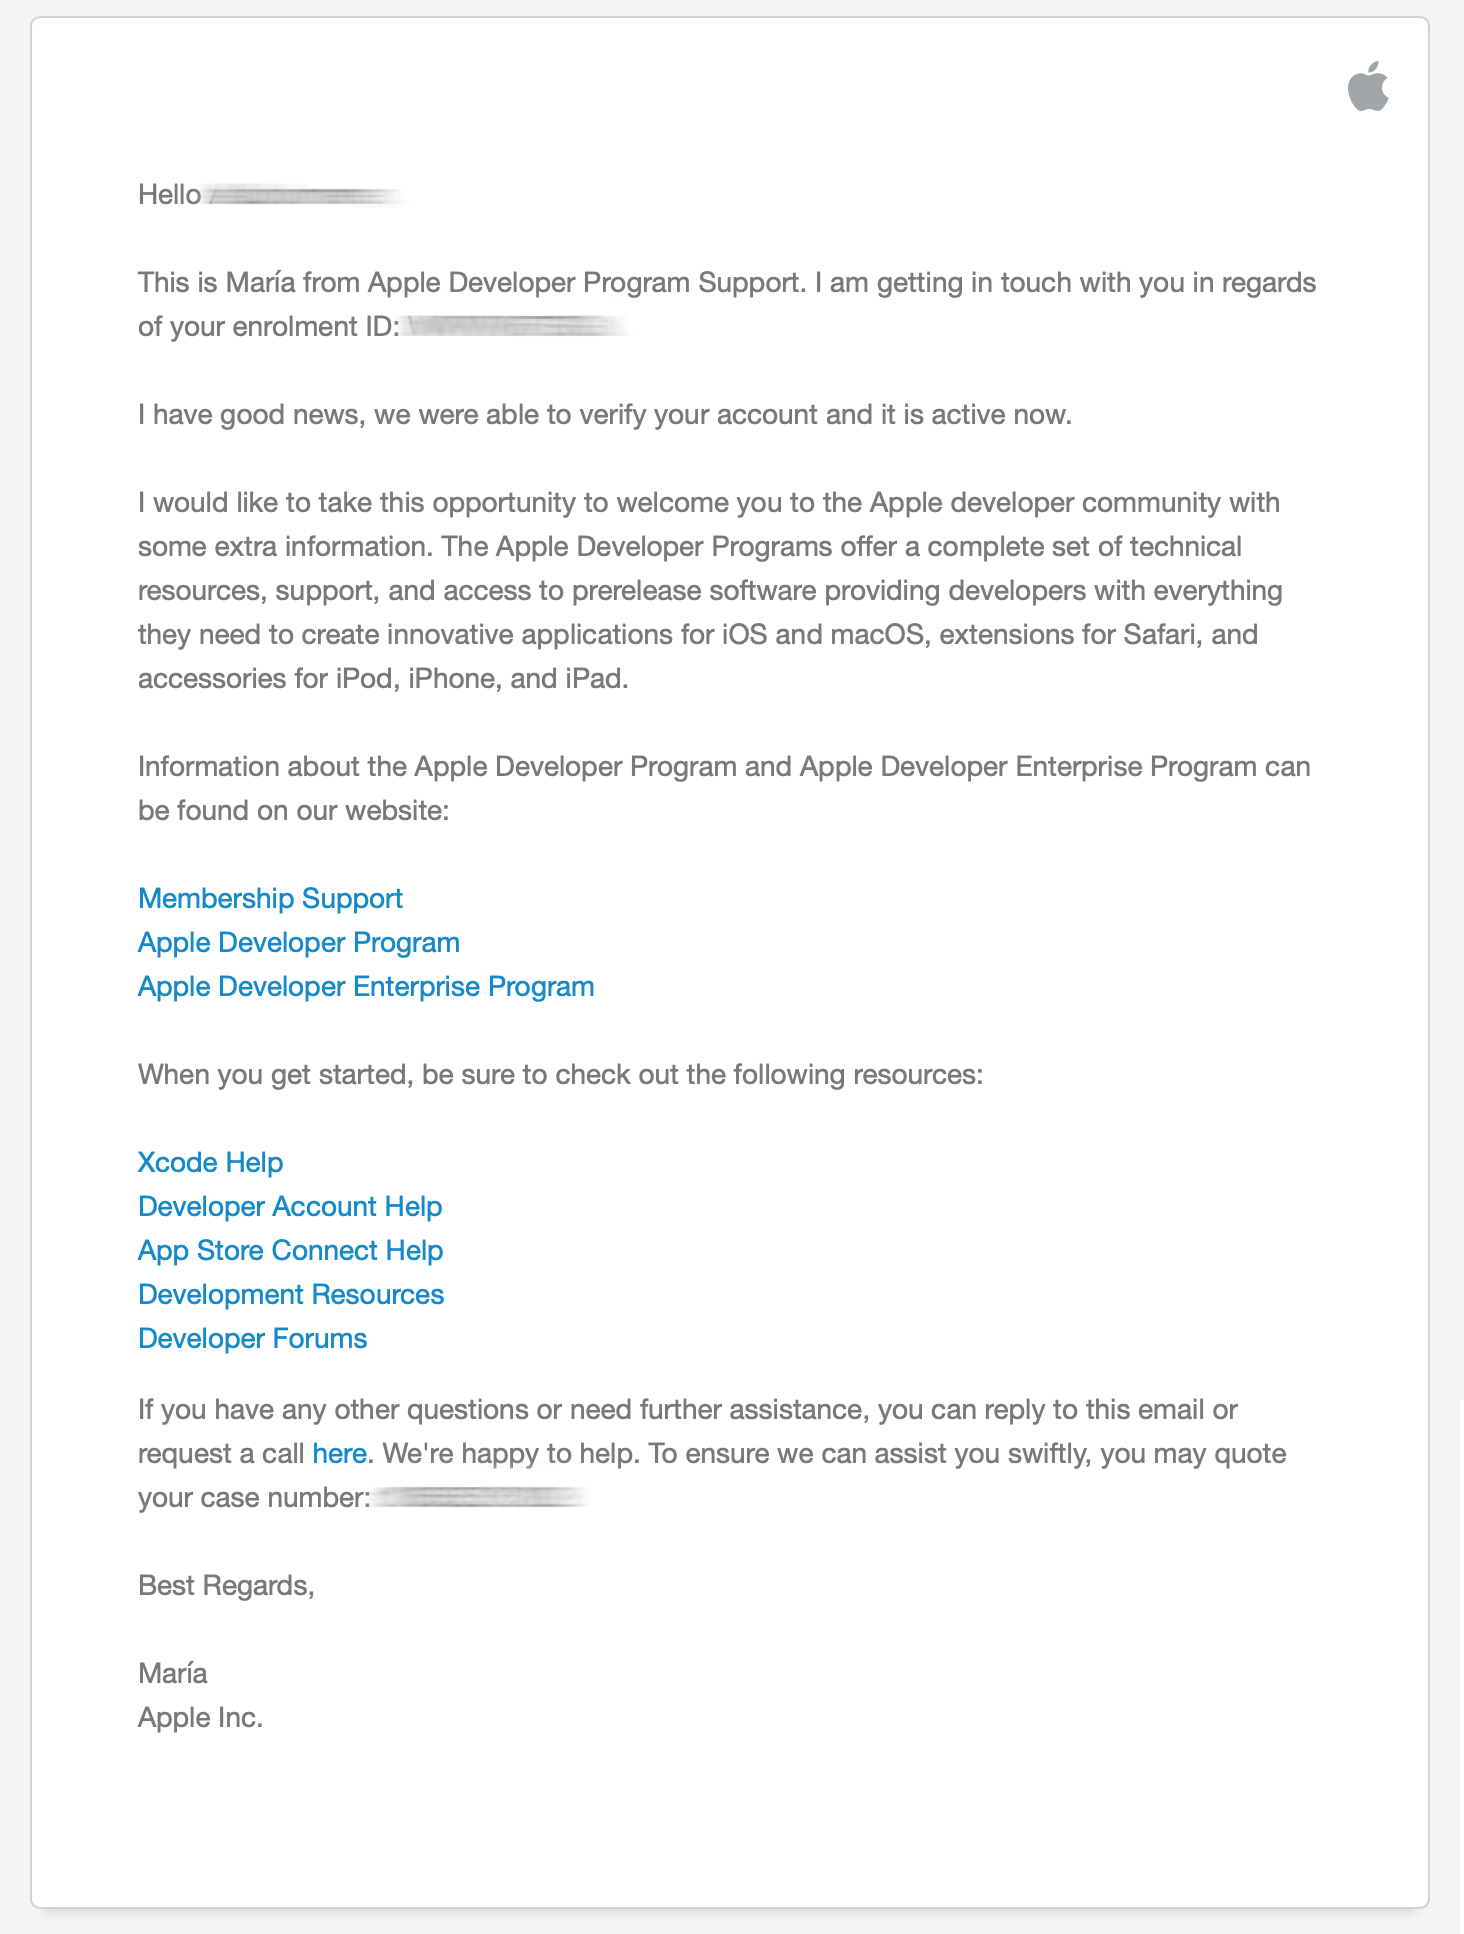 Hello
This is María from Apple Developer Program Support. I am getting in touch with you in regards
of your enrolment ID:
I have good news, we were able to verify your account and it is active now.
I would like to take this opportunity to welcome you to the Apple developer community with
some extra information. The Apple Developer Programs offer a complete set of technical
resources, support, and access to prerelease software providing developers with everything
they need to create innovative applications for iOS and macOS, extensions for Safari, and
accessories for iPod, iPhone, and iPad.
Information about the Apple Developer Program and Apple Developer Enterprise Program can
be found on our website:
Membership Support
Apple Developer Program
Apple Developer Enterprise Program
When you get started, be sure to check out the following resources:
Xcode Help
Developer Account Help
App Store Connect Help
Development Resources
Developer Forums
If you have any other questions or need further assistance, you can reply to this email or
request a call here. We're happy to help. To ensure we can assist you swiftly, you may quote
your case number:
Best Regards,
María
Apple Inc.